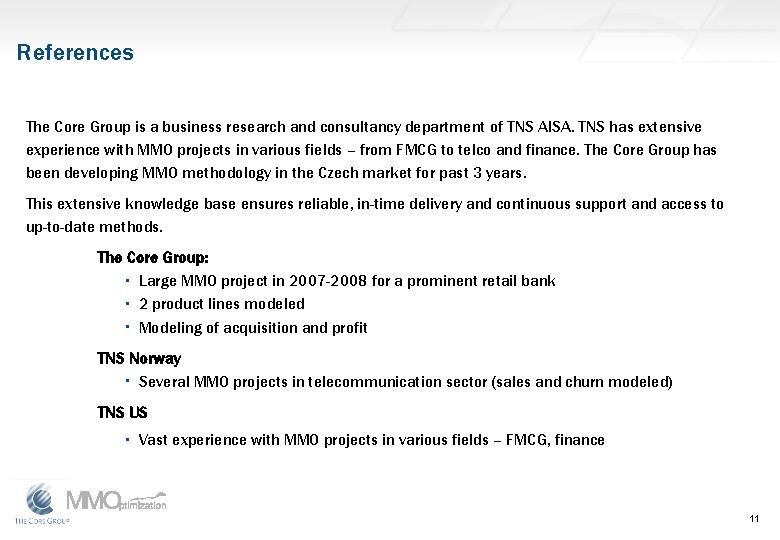 References
The Core Group is a business research and consultancy department of TNS AISA. TNS has extensive
experience with MMO projects in various fields – from FMCG to telco and finance. The Core Group has
been developing MMO methodology in the Czech market for past 3 years.
This extensive knowledge base ensures reliable, in-time delivery and continuous support and access to
up-to-date methods.
The Core Group:
• Large MMO project in 2007-2008 for a prominent retail bank
• 2 product lines modeled
• Modeling of acquisition and profit
TNS Norway
• Several MMO projects in telecommunication sector (sales and churn modeled)
TNS US
• Vast experience with MMO projects in various fields – FMCG, finance
MMOptimization
THE CORE GROUP
11